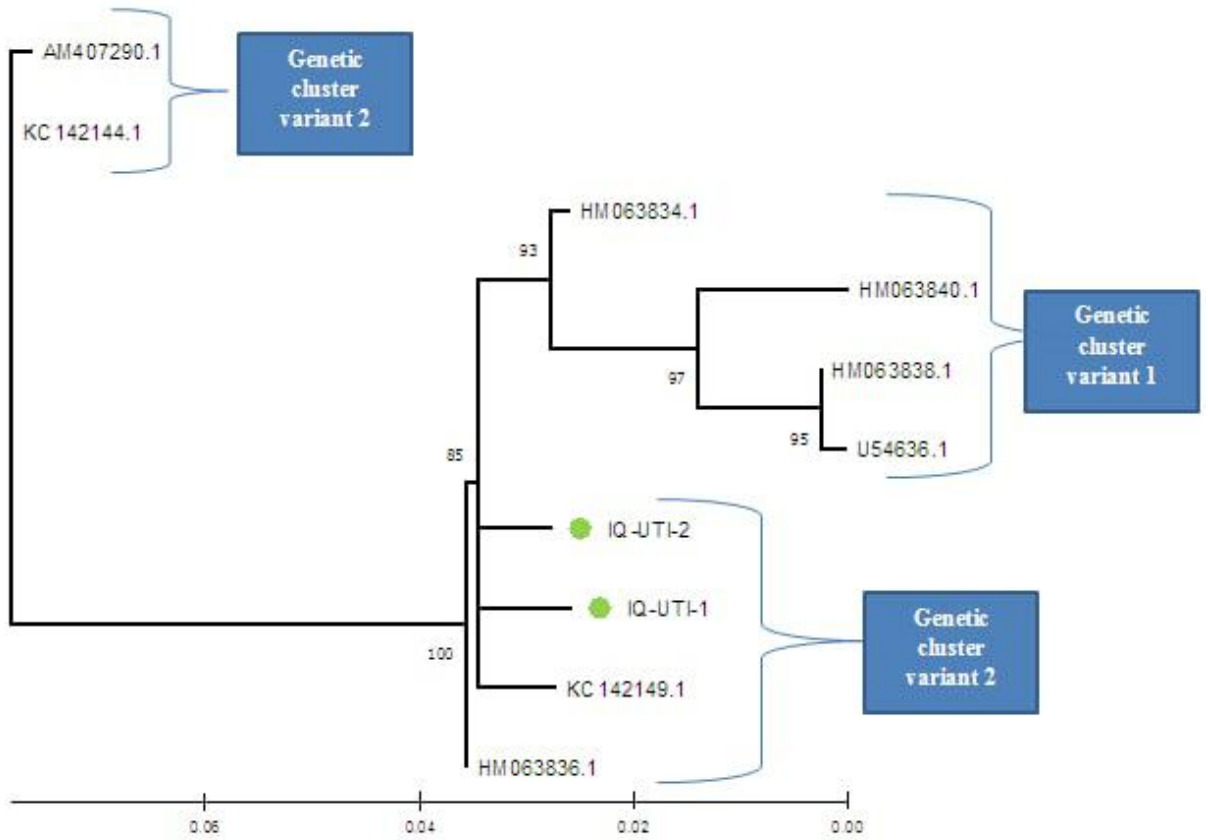 AM407290.1
KC142144.1
Genetic
cluster
variant 2
HM063834.1
93
HM063840.1
HM063838.1
97
95
U54636.1
Genetic
cluster
variant 1
85
IQ-UTI-2
IQ-UTI-1
100
KC142149.1
HM063836.1
Genetic
cluster
variant 2
0.06
0.04
0.02
0.00